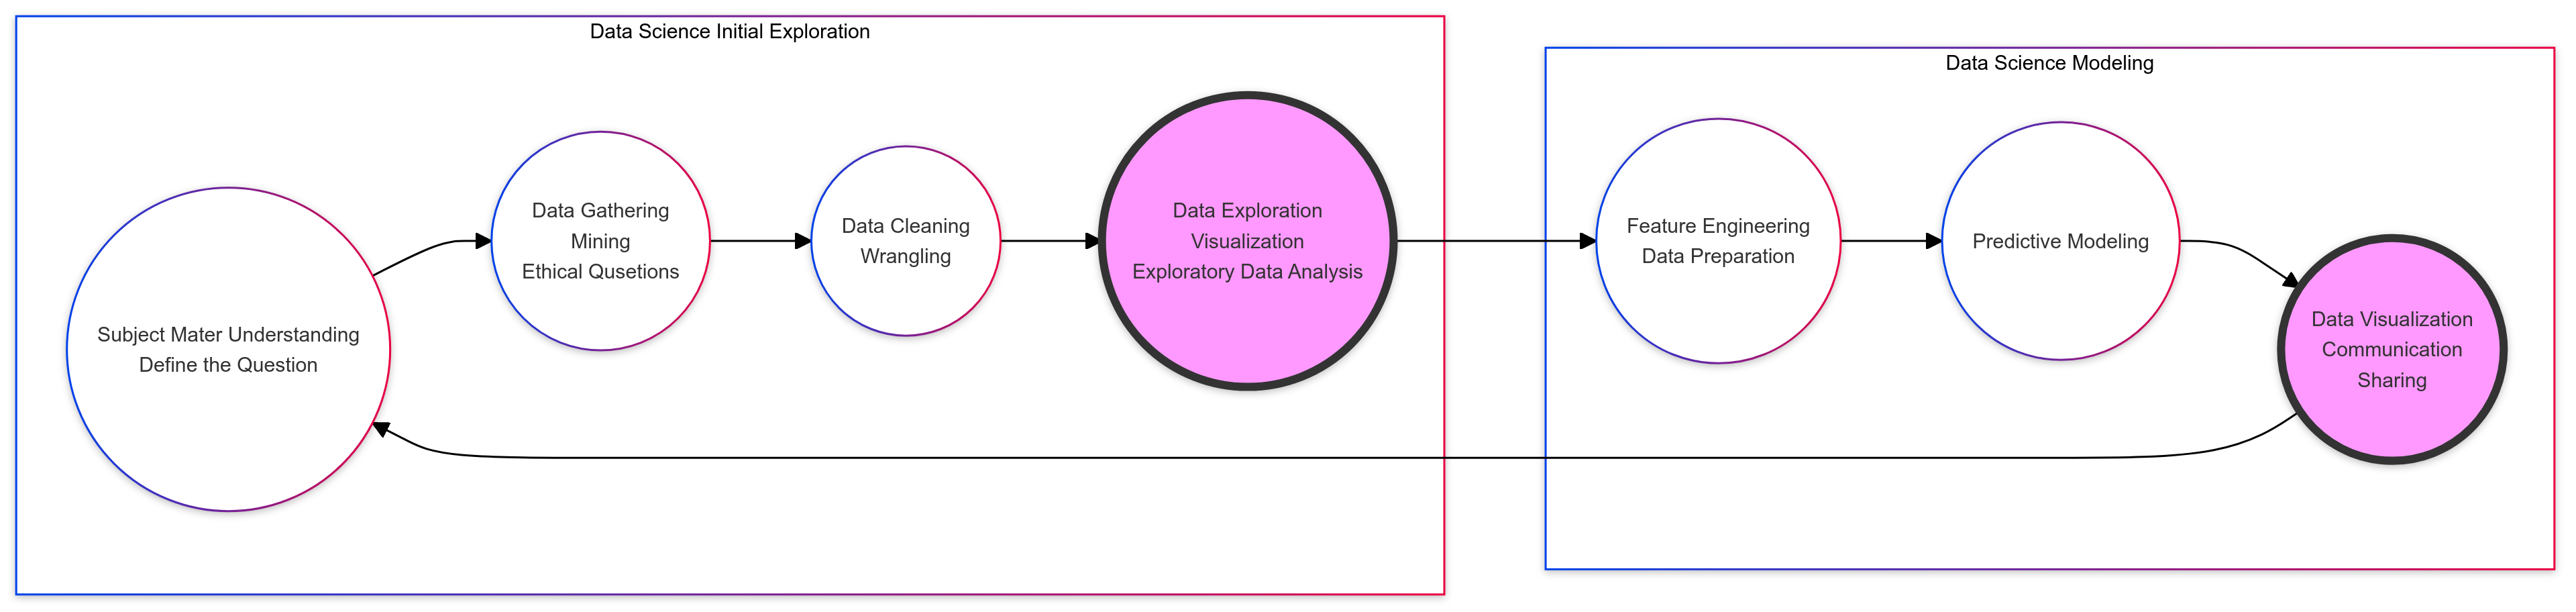 Data Science Initial Exploration
Subject Mater Understanding
Define the Question
Data Gathering
Mining
Ethical Qusetions
Data Cleaning
Wrangling
Data Exploration
Visualization
Exploratory Data Analysis
Data Science Modeling
Feature Engineering
Data Preparation
Predictive Modeling
Data Visualization
Communication
Sharing